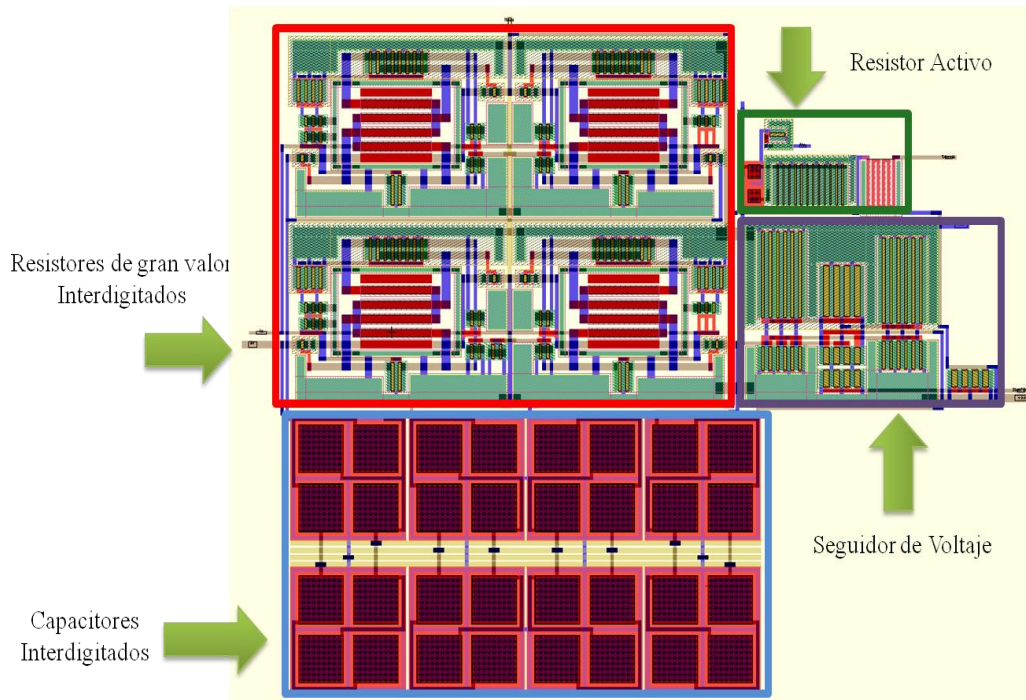 Resistor Activo
Resistores de gran valor
Interdigitados
Seguidor de Voltaje
Capacitores
Interdigitados